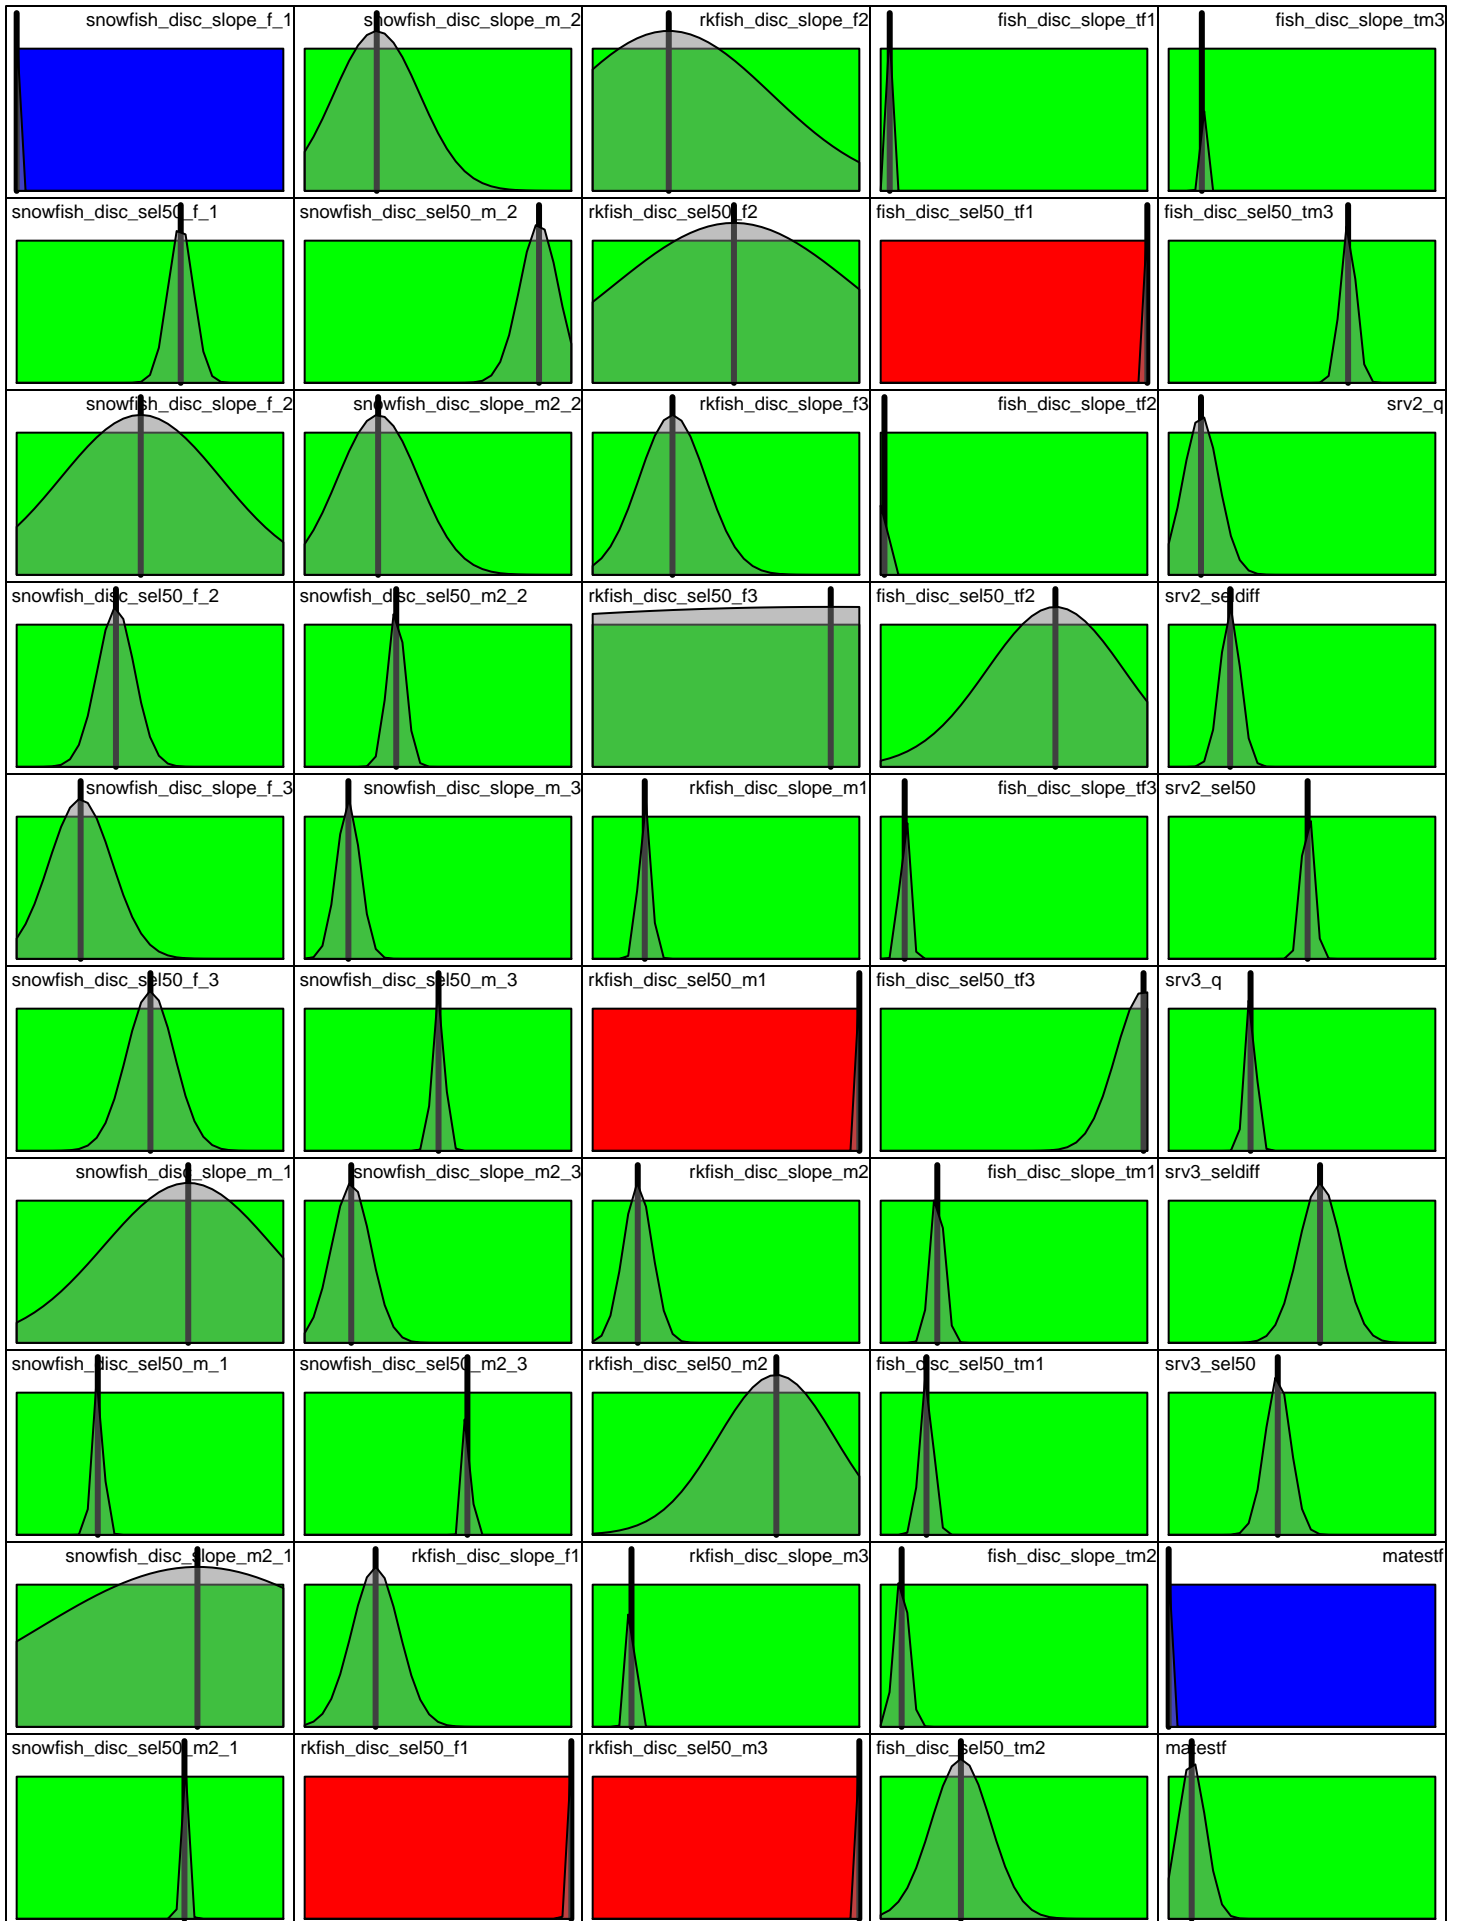 snowfish_disc_slope_f_1
snowfish_disc_slope_m_2
rkfish_disc_slope_f2
fish_disc_slope_tf1
fish_disc_slope_tm3
snowfish_disc_sel50_f_1
snowfish_disc_sel50_m_2
rkfish_disc_sel50_f2
fish_disc_sel50_tf1
fish_disc_sel50_tm3
snowfish_disc_slope_f_2
snowfish_disc_slope_m2_2
rkfish_disc_slope_f3
fish_disc_slope_tf2
srv2_q
snowfish_disc_sel50_f_2
snowfish_disc_sel50_m2_2
rkfish_disc_sel50_f3
fish_disc_sel50_tf2
srv2_seldiff
snowfish_disc_slope_f_3
snowfish_disc_slope_m_3
rkfish_disc_slope_m1
fish_disc_slope_tf3
srv2_sel50
snowfish_disc_sel50_f_3
snowfish_disc_sel50_m_3
rkfish_disc_sel50_m1
fish_disc_sel50_tf3
srv3_q
snowfish_disc_slope_m_1
snowfish_disc_slope_m2_3
rkfish_disc_slope_m2
fish_disc_slope_tm1
srv3_seldiff
snowfish_disc_sel50_m_1
snowfish_disc_sel50_m2_3
rkfish_disc_sel50_m2
fish_disc_sel50_tm1
srv3_sel50
snowfish_disc_slope_m2_1
rkfish_disc_slope_f1
rkfish_disc_slope_m3
fish_disc_slope_tm2
matestf
snowfish_disc_sel50_m2_1
rkfish_disc_sel50_f1
rkfish_disc_sel50_m3
fish_disc_sel50_tm2
matestf